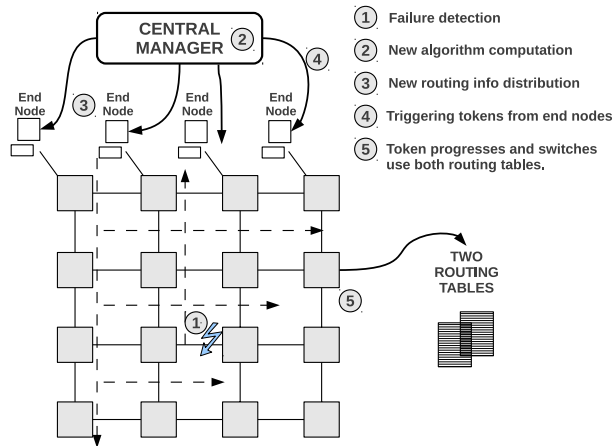 CENTRAL
MANAGER
2
4
3
End
Node
End
Node
End
Node
End
Node
1
5
TWO
ROUTING
TABLES
1 Failure detection
2 New algorithm computation
3 New routing info distribution
4 Triggering tokens from end nodes
5 Token progresses and switches
use both routing tables.